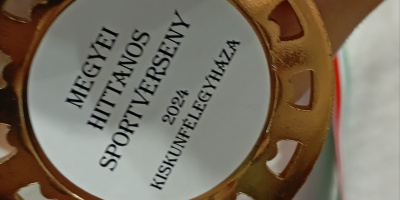 MEGYEI
HITTANOS
SPORTVERSENY
2024
KISKUNFÉLEGYHÁZA